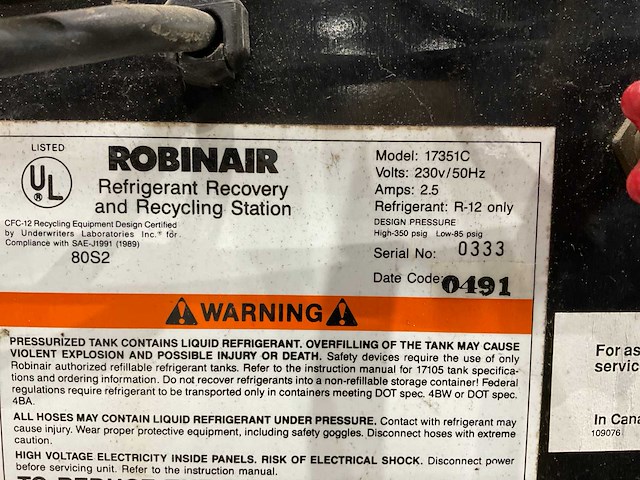 LISTED
UL
ROBINAIR
Refrigerant Recovery
and Recycling Station
CFC-12 Recycling Equipment Design Certified
by Underwriters Laboratories Inc.® for
Compliance with SAE-J1991 (1989)
80S2
Model: 17351C
Volts: 230v/50Hz
Amps: 2.5
Refrigerant: R-12 only
DESIGN PRESSURE
High-350 psig Low-85 psig
Serial No: 0333
Date Code: 0491
WARNING
PRESSURIZED TANK CONTAINS LIQUID REFRIGERANT. OVERFILLING OF THE TANK MAY CAUSE
VIOLENT EXPLOSION AND POSSIBLE INJURY OR DEATH. Safety devices require the use of only
Robinair authorized refillable refrigerant tanks. Refer to the instruction manual for 17105 tank specifica-
tions and ordering information. Do not recover refrigerants into a non-refillable storage container! Federal
regulations require refrigerant to be transported only in containers meeting DOT spec. 4BW or DOT spec.
4BA.
ALL HOSES MAY CONTAIN LIQUID REFRIGERANT UNDER PRESSURE. Contact with refrigerant may
cause injury. Wear proper protective equipment, including safety goggles. Disconnect hoses with extreme
caution.
HIGH VOLTAGE ELECTRICITY INSIDE PANELS. RISK OF ELECTRICAL SHOCK. Disconnect power
before servicing unit. Refer to the instruction manual.
TO REDUCE
For as
servic
In Cana
109076